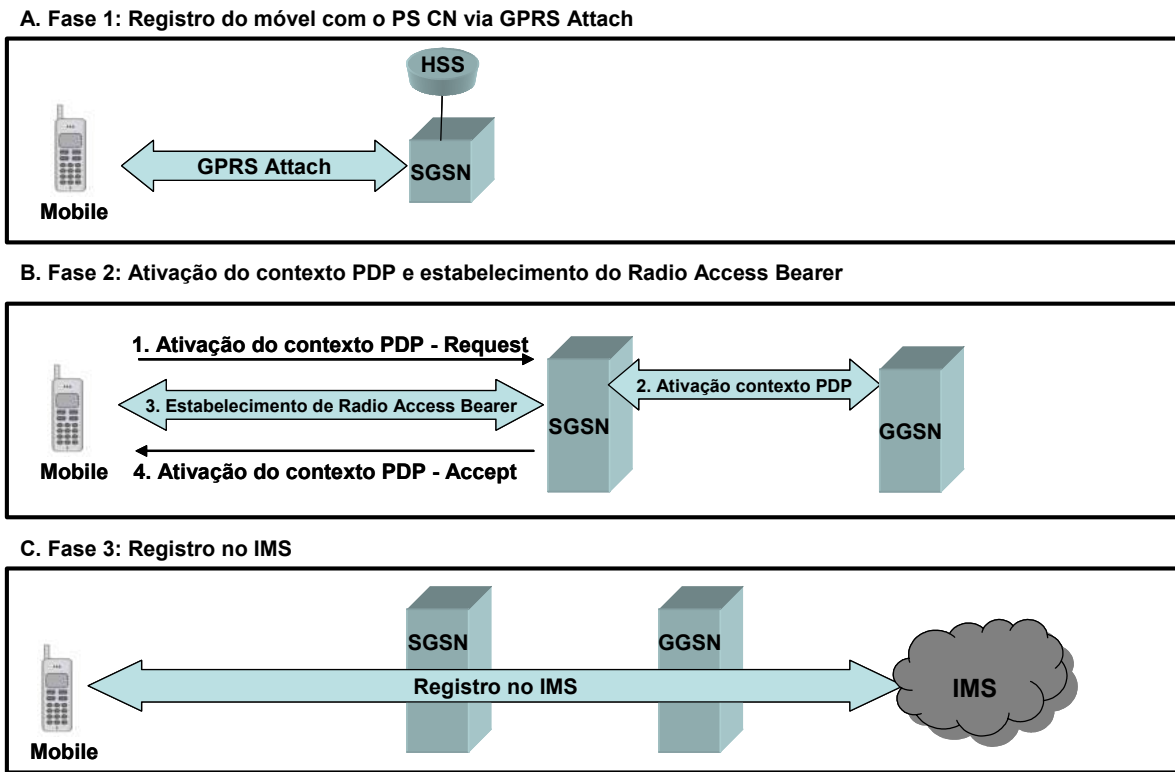 A. Fase 1: Registro do móvel com o PS CN via GPRS Attach
HSS
GPRS Attach
SGSN
Mobile
B. Fase 2: Ativação do contexto PDP e estabelecimento do Radio Access Bearer
1. Ativação do contexto PDP - Request
2. Ativação contexto PDP
3. Estabelecimento de Radio Access Bearer
SGSN
GGSN
Mobile
4. Ativação do contexto PDP - Accept
C. Fase 3: Registro no IMS
SGSN
GGSN
Registro no IMS
IMS
Mobile